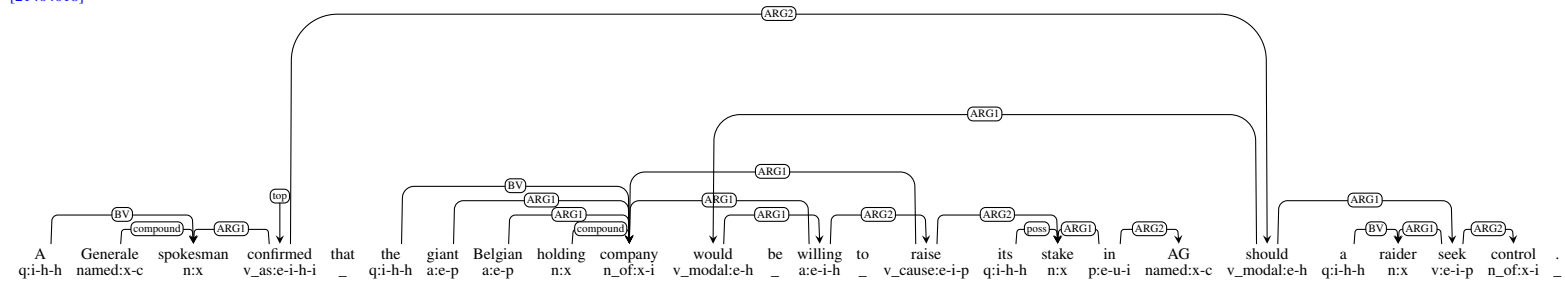 ARG2
ARG1
ARG1
BV
top
ARG1 ARG1 ARG1
BV ARG1 ARG1 ARG2 ARG2
compound ARG1 compound poss ARG1 ARG2 BV ARG1 ARG2
A Generale spokesman confirmed that the giant Belgian holding company would be willing to raise its stake in AG should a raider seek control .
q:i-h-h named:x-c n:x v_as:e-i-h-i _ q:i-h-h a:e-p a:e-p n:x n_of:x-i v_modal:e-h _ a:e-i-h _ v_cause:e-i-p q:i-h-h n:x p:e-u-i named:x-c v_modal:e-h q:i-h-h n:x v:e-i-p n_of:x-i _